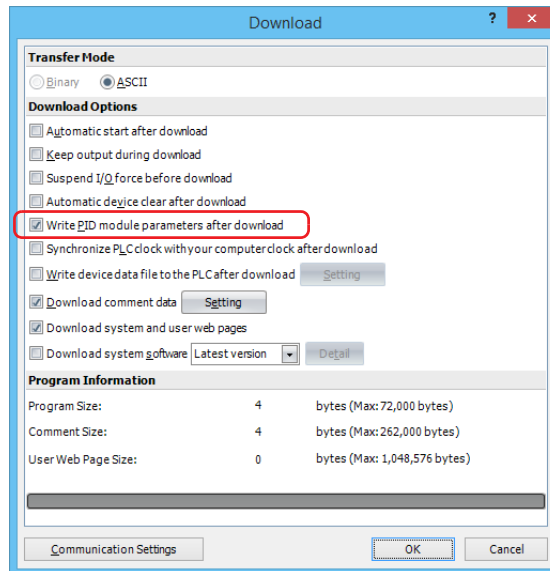 Download ? ×
Transfer Mode
Binary ASCII
Download Options
Automatic start after download
Keep output during download
Suspend I/O force before download
Automatic device clear after download
Write PID module parameters after download
Synchronize PLC clock with your computer clock after download
Write device data file to the PLC after download Setting
Download comment data Setting
Download system and user web pages
Download system software Latest version Detail
Program Information
Program Size: 4 bytes (Max: 72,000 bytes)
Comment Size: 4 bytes (Max: 262,000 bytes)
User Web Page Size: 0 bytes (Max: 1,048,576 bytes)
Communication Settings OK Cancel